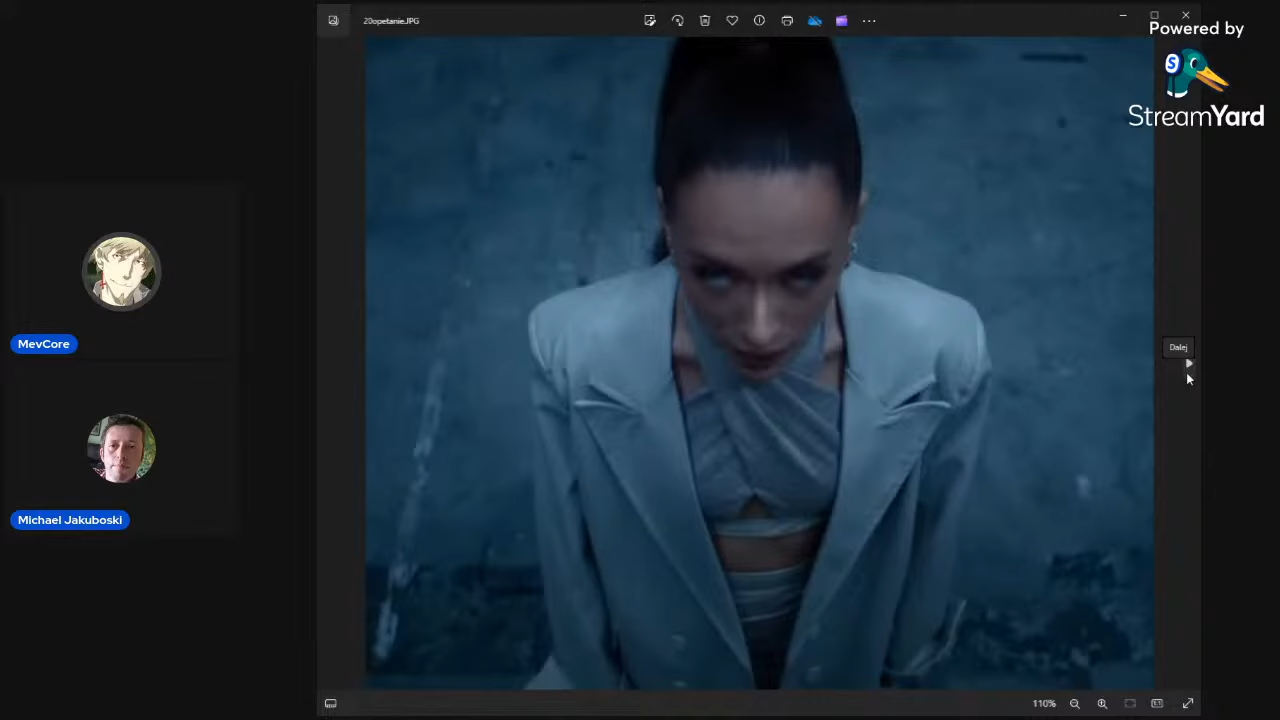 20opetanie.JPG
Powered by
S
StreamYard
MevCore
Dalej
Michael Jakuboski
110%